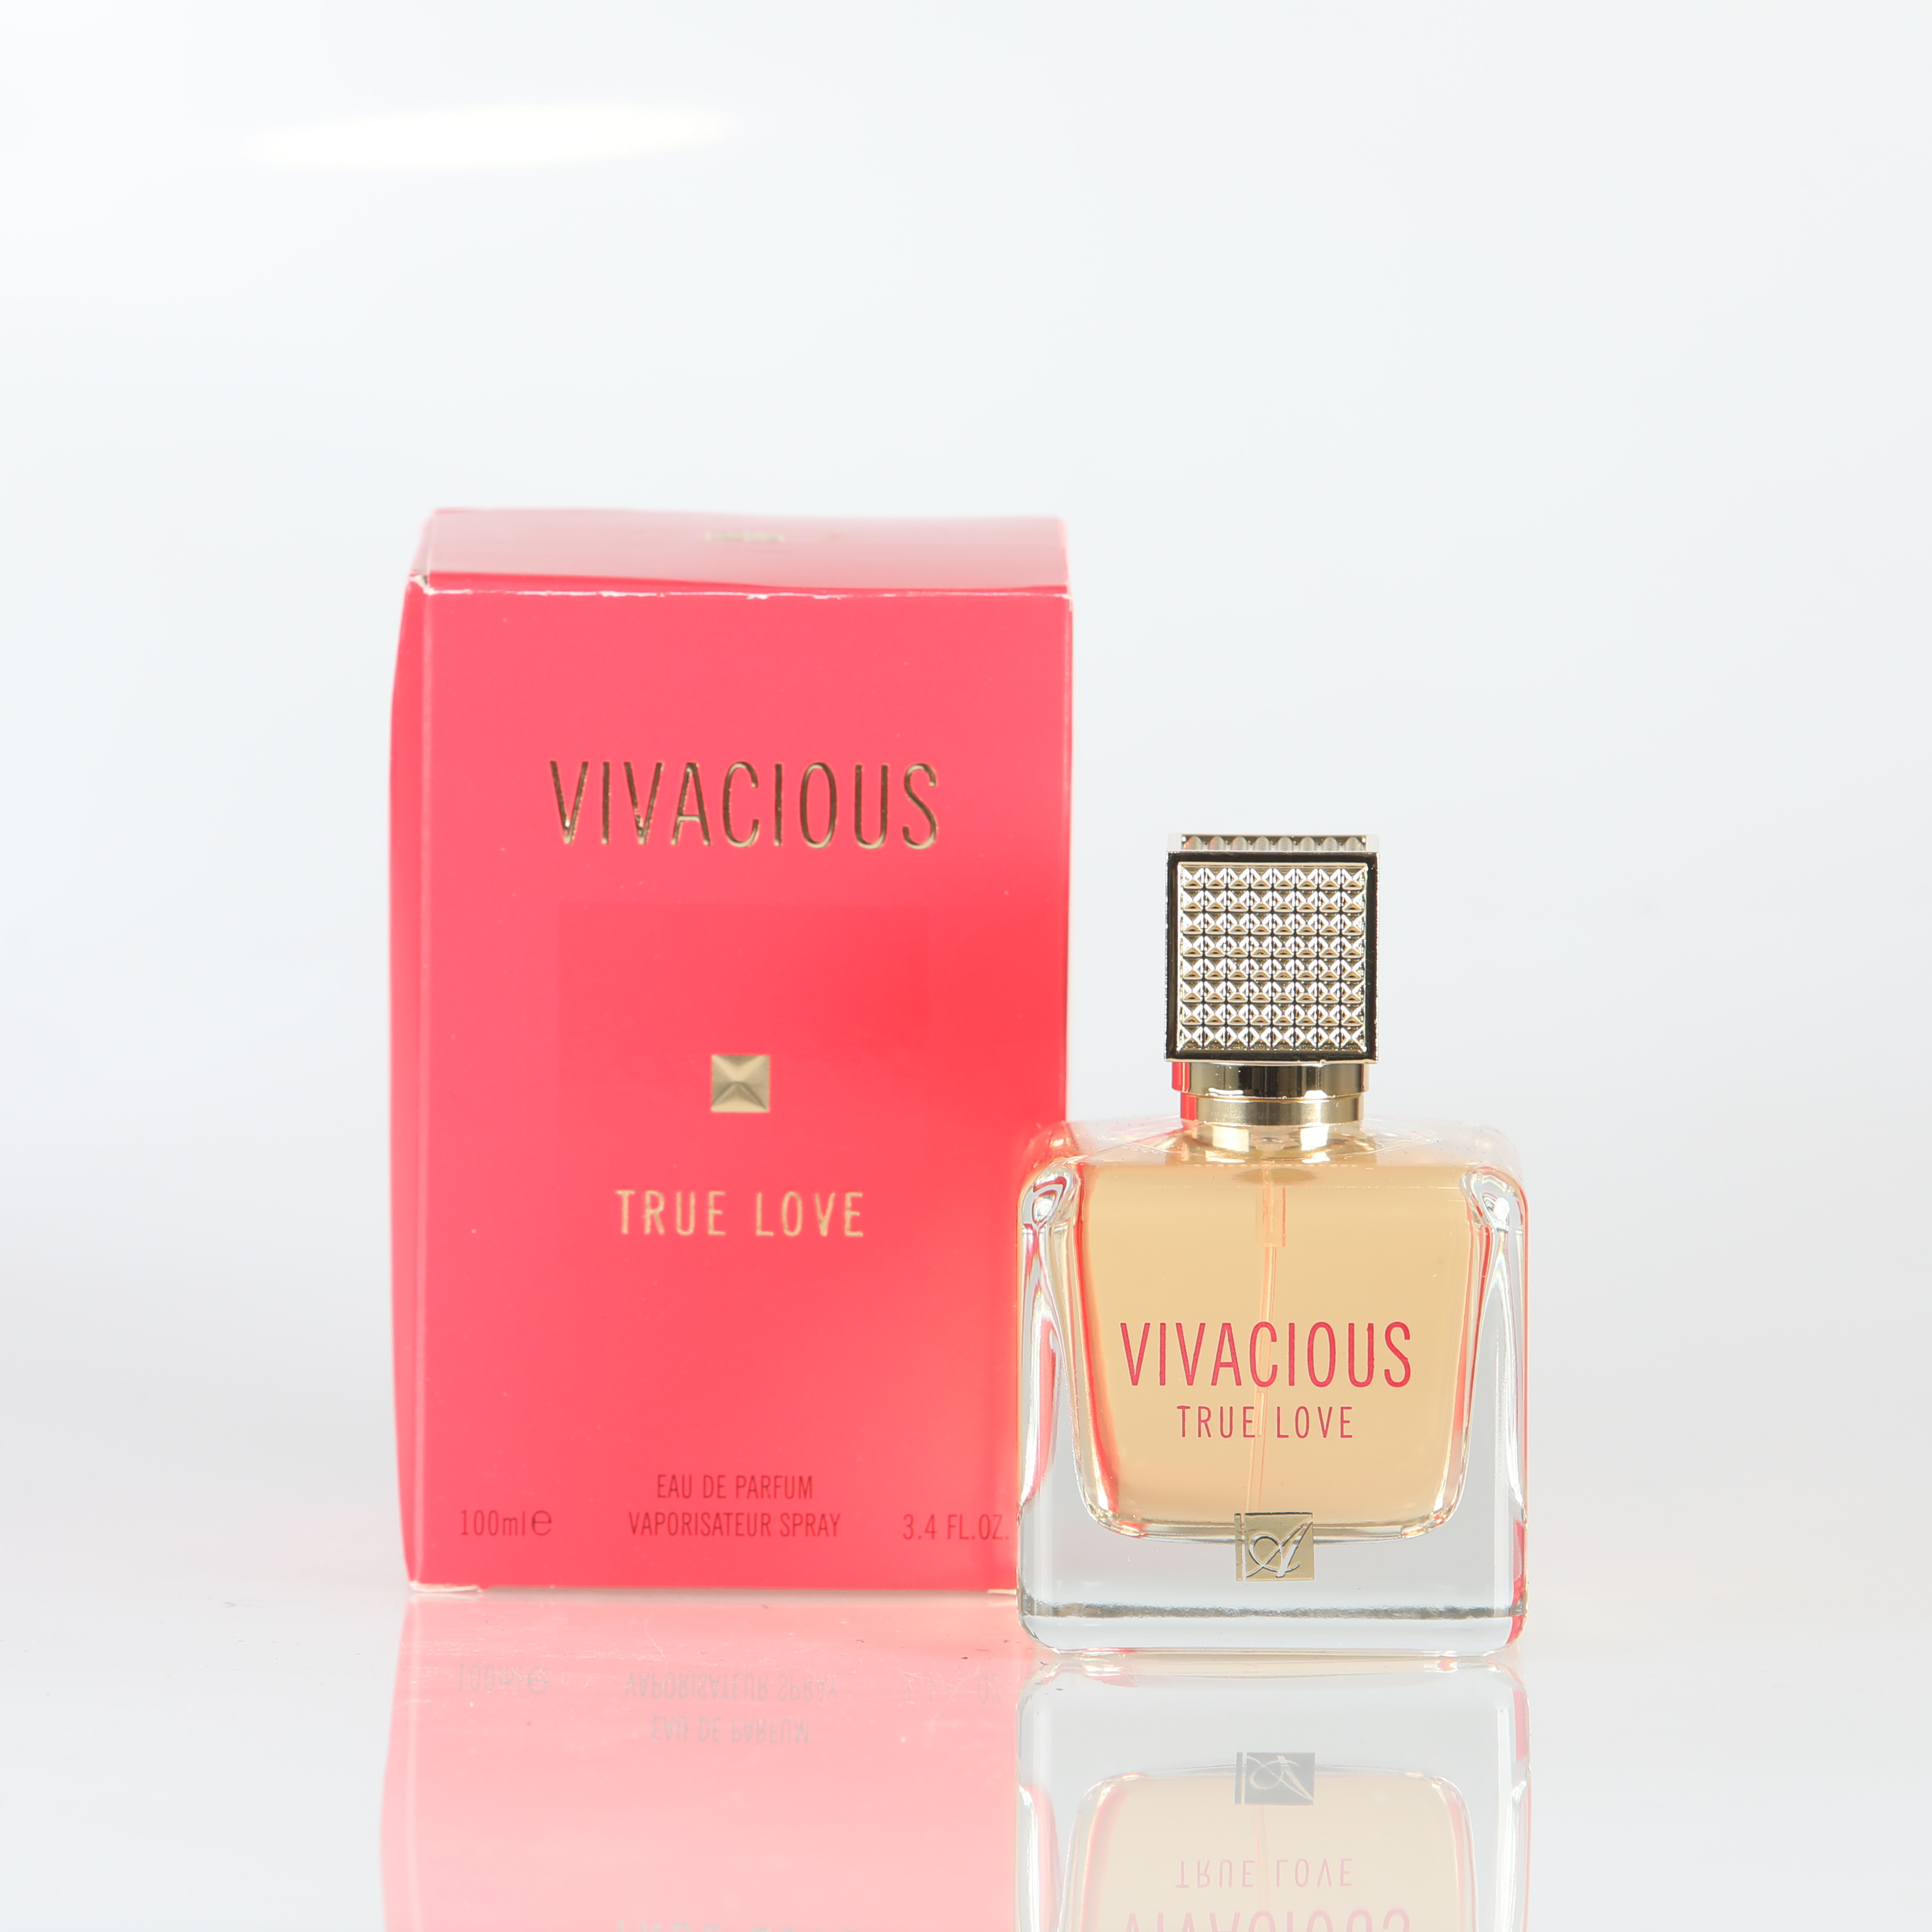 VIVACIOUS
TRUE LOVE
EAU DE PARFUM
100ml℮ VAPORISATEUR SPRAY 3.4 FL.OZ.
VIVACIOUS
TRUE LOVE
A